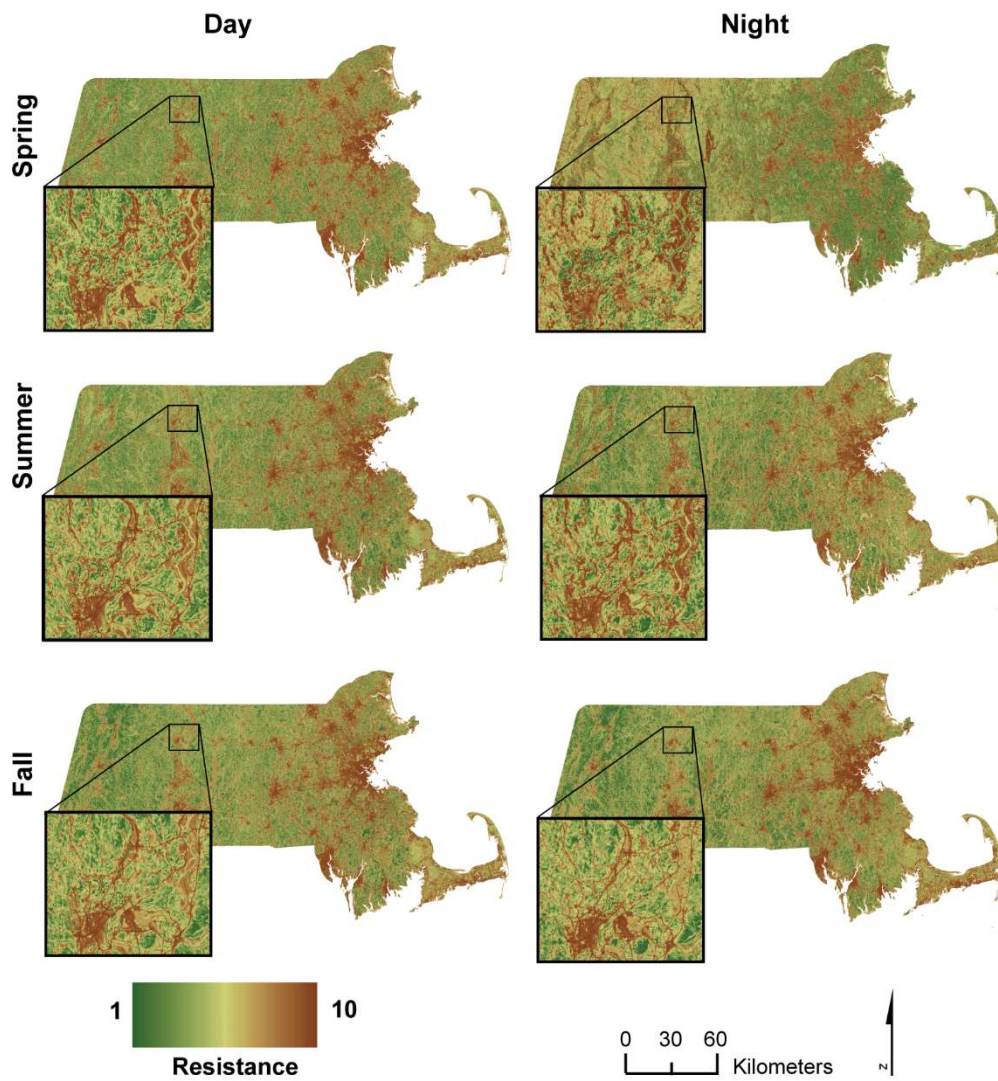 Day
Night
Spring
Summer
Fall
1
10
Resistance
0 30 60
Kilometers
N